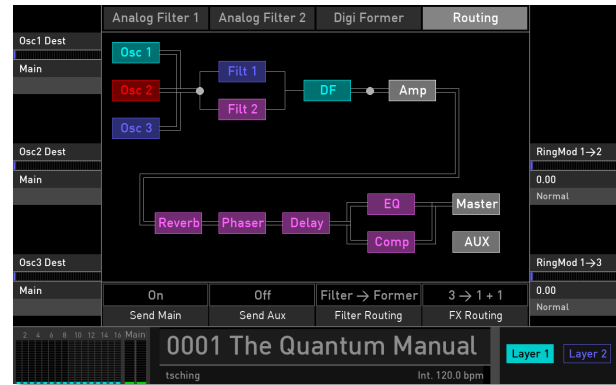 Analog Filter 1 Analog Filter 2 Digi Former Routing
Osc1 Dest
Main
Osc 1
Osc 2
Osc 3
Filt 1
Filt 2
DF
Amp
Osc2 Dest
Main
RingMod 1→2
0.00
Normal
Reverb Phaser Delay
EQ
Comp
Master
AUX
Osc3 Dest
Main
RingMod 1→3
0.00
Normal
On Off Filter → Former 3 → 1 + 1
Send Main Send Aux Filter Routing FX Routing
2 4 6 8 10 12 14 16 Main
0001 The Quantum Manual
tsching Int. 120.0 bpm
Layer 1 Layer 2